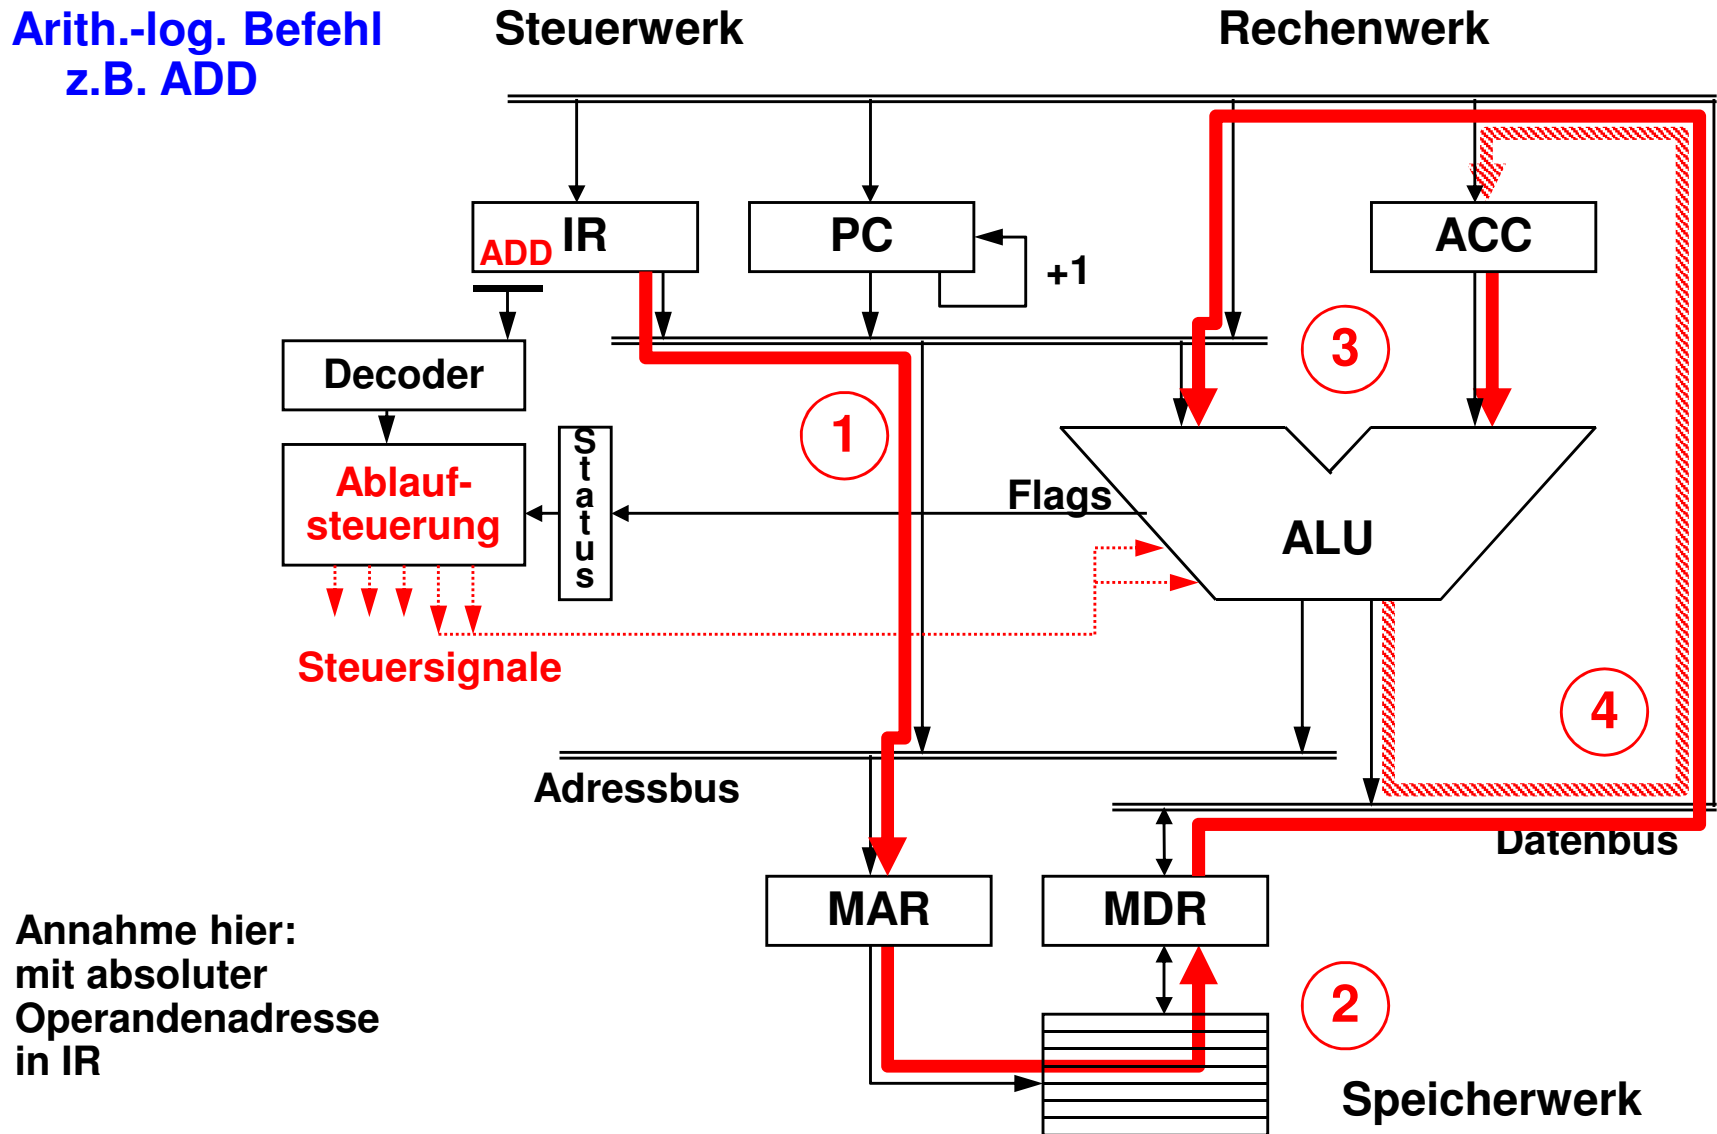 Arith.-log. Befehl
z.B. ADD
Steuerwerk
Rechenwerk
IR
ADD
PC
+1
ACC
Decoder
Ablauf-
steuerung
Status
Flags
ALU
1
3
Steuersignale
4
Adressbus
Datenbus
MAR
MDR
2
Annahme hier:
mit absoluter
Operandenadresse
in IR
Speicherwerk